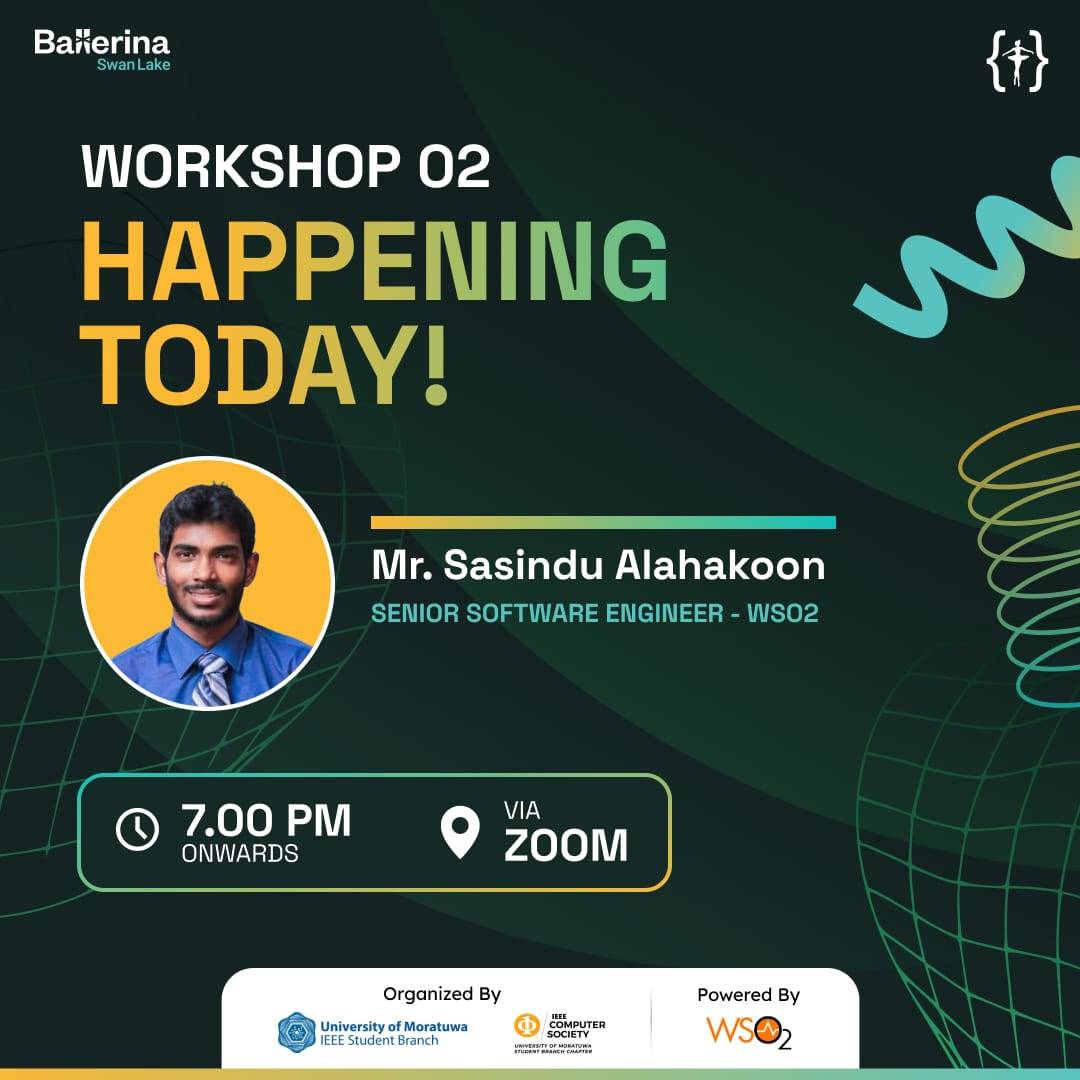 Ballerina
Swan Lake
WORKSHOP 02
HAPPENING
TODAY!
Mr. Sasindu Alahakoon
SENIOR SOFTWARE ENGINEER - WSO2
7.00 PM
ONWARDS
VIA
ZOOM
Organized By
University of Moratuwa
IEEE Student Branch
IEEE
COMPUTER
SOCIETY
UNIVERSITY OF MORATUWA
STUDENT BRANCH CHAPTER
Powered By
WSO2